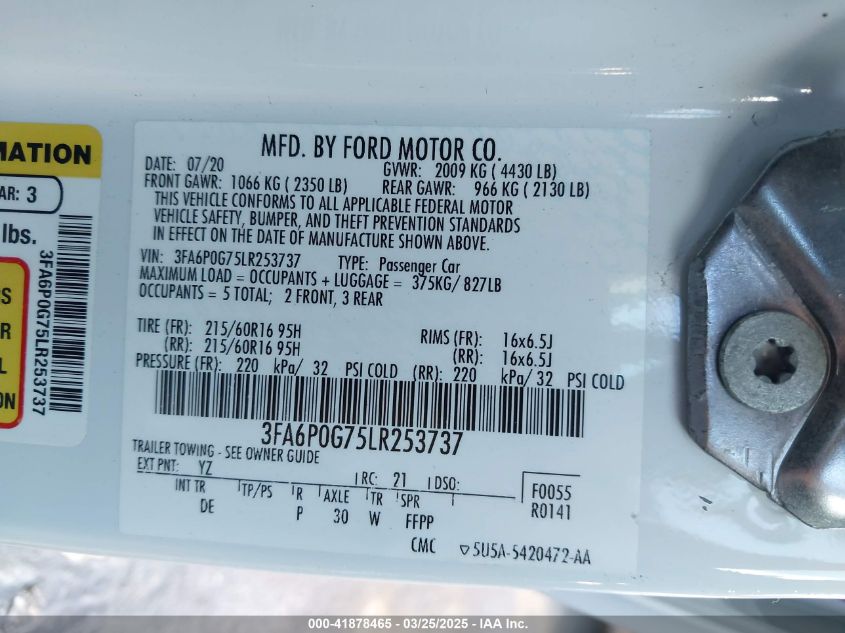 MATION
AR: 3
lbs.
S
R
L
ON
3FA6P0G75LR253737
MFD. BY FORD MOTOR CO.
DATE: 07/20 GVWR: 2009 KG ( 4430 LB)
FRONT GAWR: 1066 KG ( 2350 LB) REAR GAWR: 966 KG ( 2130 LB)
THIS VEHICLE CONFORMS TO ALL APPLICABLE FEDERAL MOTOR
VEHICLE SAFETY, BUMPER, AND THEFT PREVENTION STANDARDS
IN EFFECT ON THE DATE OF MANUFACTURE SHOWN ABOVE.
VIN: 3FA6P0G75LR253737 TYPE: Passenger Car
MAXIMUM LOAD = OCCUPANTS + LUGGAGE = 375KG/ 827LB
OCCUPANTS = 5 TOTAL; 2 FRONT, 3 REAR
TIRE (FR): 215/60R16 95H RIMS (FR): 16x6.5J
(RR): 215/60R16 95H (RR): 16x6.5J
PRESSURE (FR): 220 kPa/ 32 PSI COLD (RR): 220 kPa/ 32 PSI COLD
3FA6P0G75LR253737
TRAILER TOWING - SEE OWNER GUIDE
EXT PNT: YZ RC: 21 DSO: F0055
INT TR TP/PS R AXLE TR SPR R0141
DE P 30 W FFPP
CMC ▽5U5A-5420472-AA
000-41878465 - 03/25/2025 - IAA Inc.